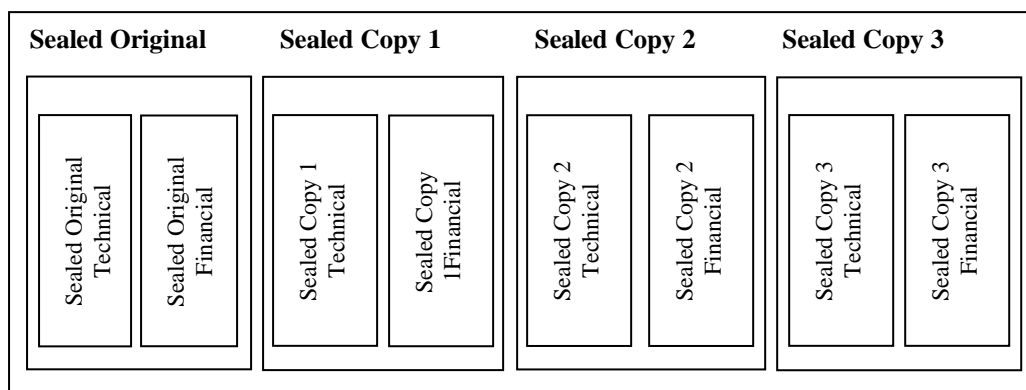 Sealed Original
Sealed Copy 1
Sealed Copy 2
Sealed Copy 3
Sealed Original
Technical
Sealed Original
Financial
Sealed Copy 1
Technical
Sealed Copy
1Financial
Sealed Copy 2
Technical
Sealed Copy 2
Financial
Sealed Copy 3
Technical
Sealed Copy 3
Financial